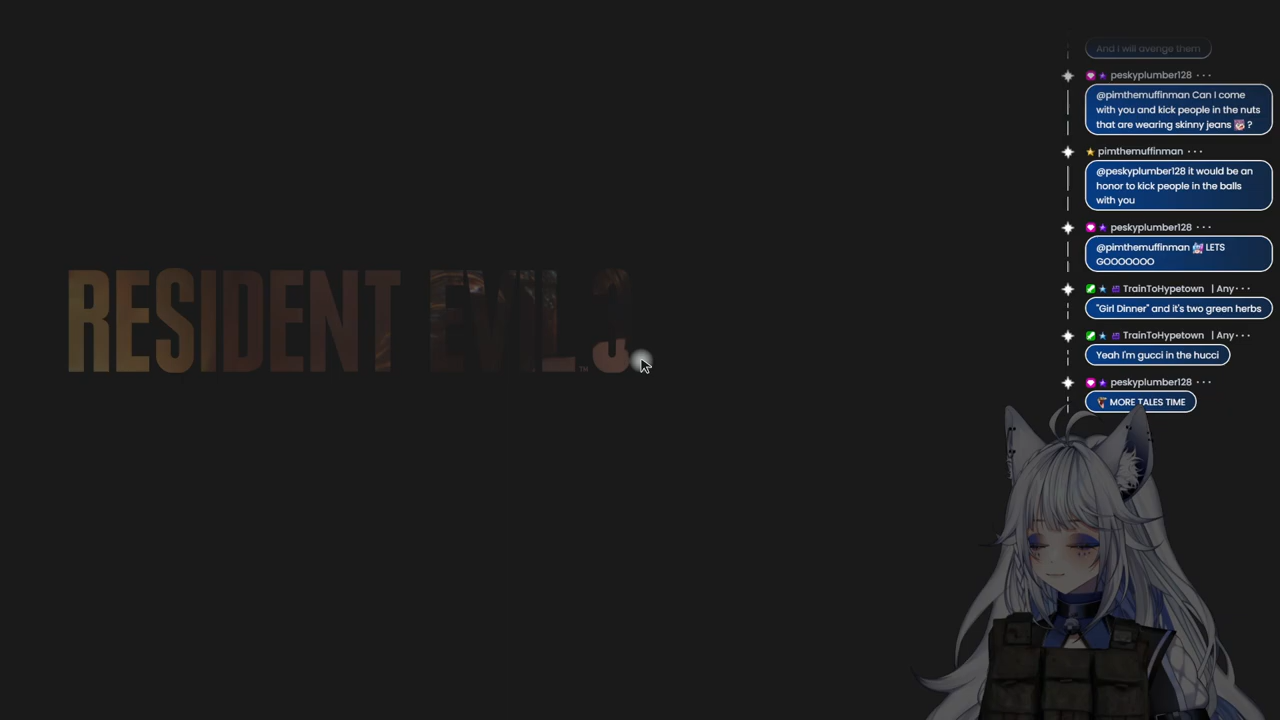 And I will avenge them
peskyplumber128 ···
@pimthemuffinman Can I come
with you and kick people in the nuts
that are wearing skinny jeans ?
pimthemuffinman ···
@peskyplumber128 it would be an
honor to kick people in the balls
with you
peskyplumber128 ···
@pimthemuffinman LETS
GOOOOOOO
RESIDENT EVIL 3
TM
TrainToHypetown | Any···
"Girl Dinner" and it's two green herbs
TrainToHypetown | Any···
Yeah I'm gucci in the hucci
peskyplumber128 ···
MORE TALES TIME